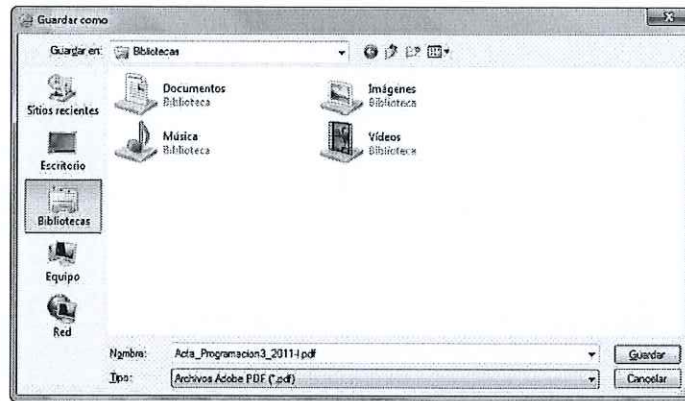 Guardar como
Guardar en: Bibliotecas
Sitios recientes
Escritorio
Bibliotecas
Equipo
Red
Documentos
Biblioteca
Imágenes
Biblioteca
Música
Biblioteca
Vídeos
Biblioteca
Nombre: Acta_Programacion3_2011-I.pdf Guardar
Tipo: Archivos Adobe PDF (*.pdf) Cancelar